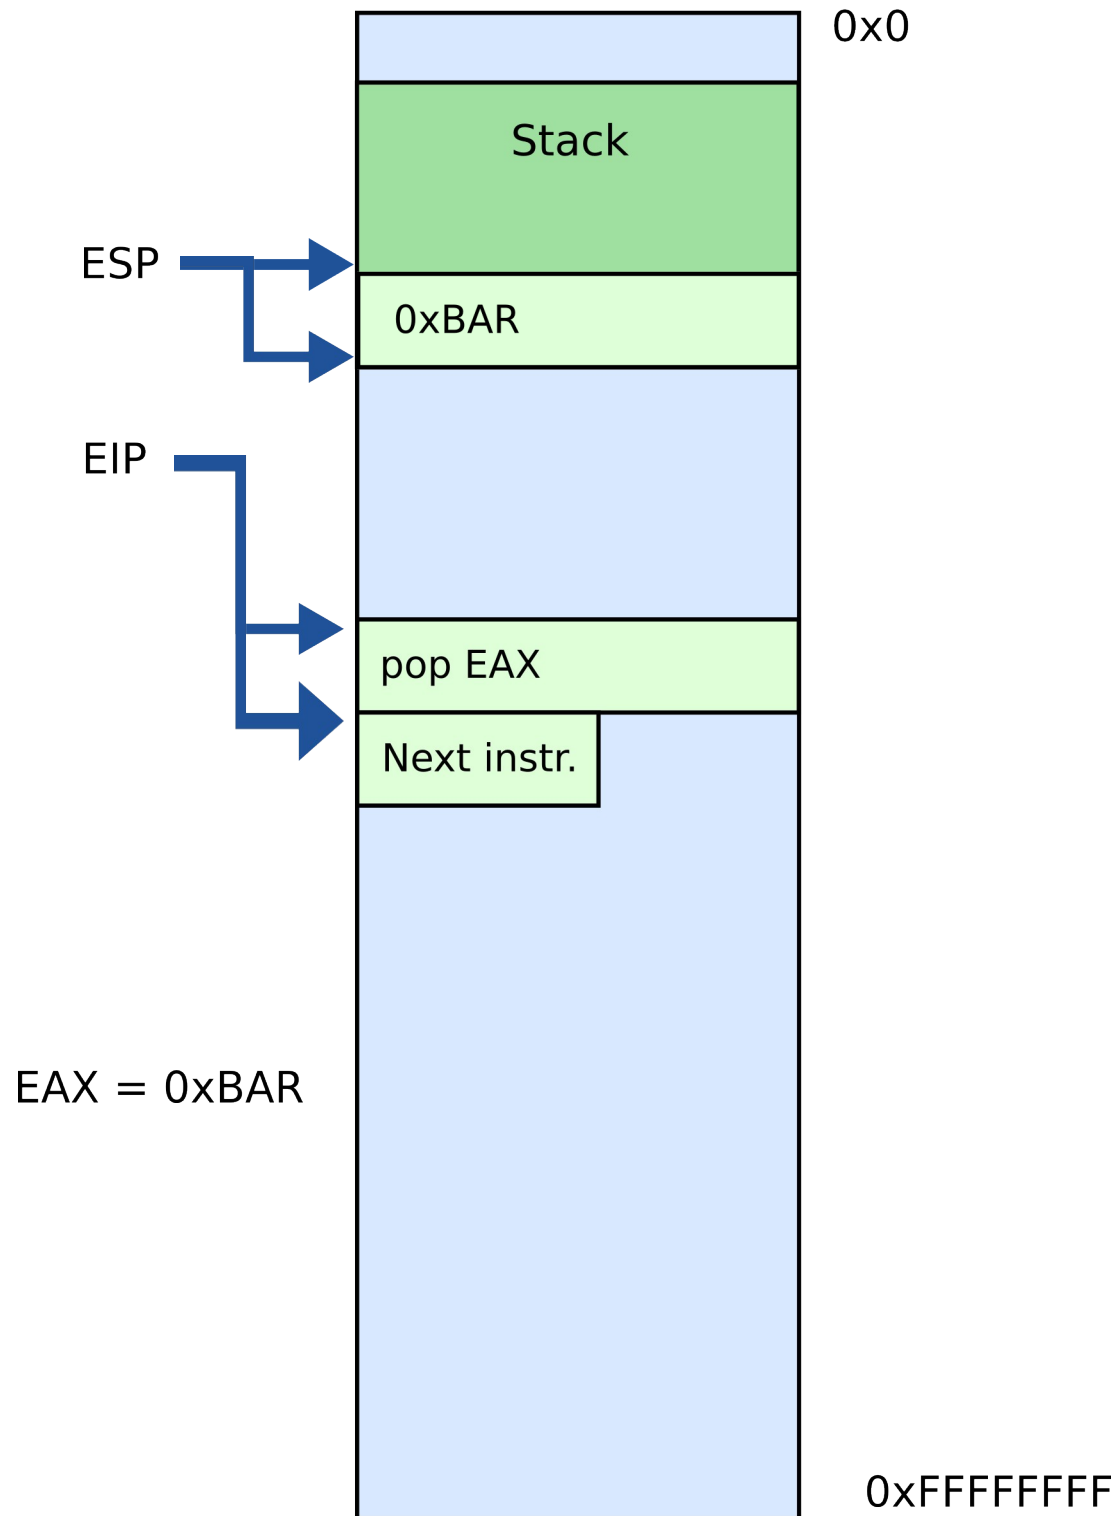 0x0
Stack
ESP
0xBAR
EIP
pop EAX
Next instr.
EAX = 0xBAR
0xFFFFFFFF